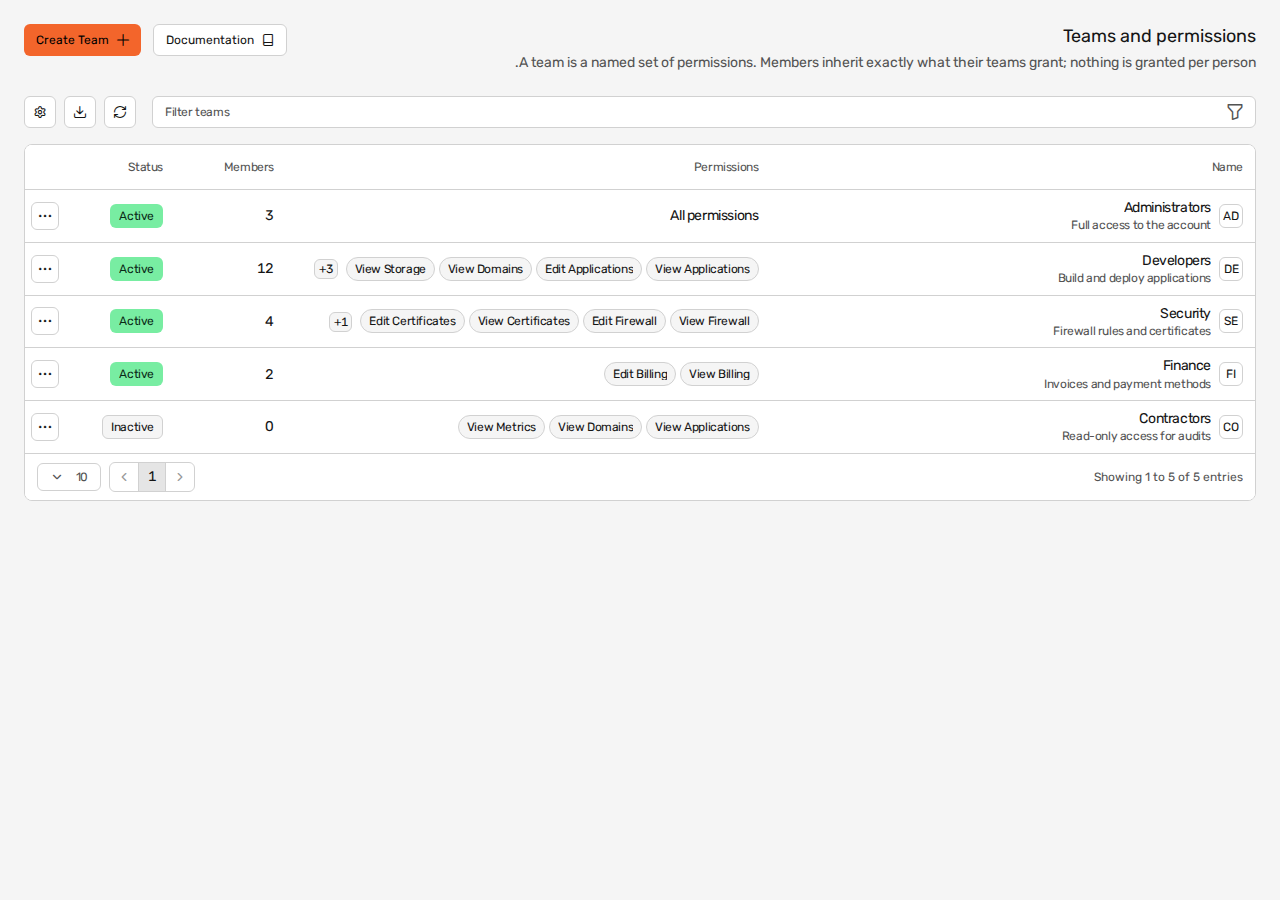 Teams and permissions
.A team is a named set of permissions. Members inherit exactly what their teams grant; nothing is granted per person
Documentation
Create Team
Filter teams
Name Permissions Members Status
AD Administrators All permissions 3 Active
Full access to the account
DE Developers View Applications Edit Applications View Domains View Storage +3 12 Active
Build and deploy applications
SE Security View Firewall Edit Firewall View Certificates Edit Certificates +1 4 Active
Firewall rules and certificates
FI Finance View Billing Edit Billing 2 Active
Invoices and payment methods
CO Contractors View Applications View Domains View Metrics 0 Inactive
Read-only access for audits
Showing 1 to 5 of 5 entries 1 10